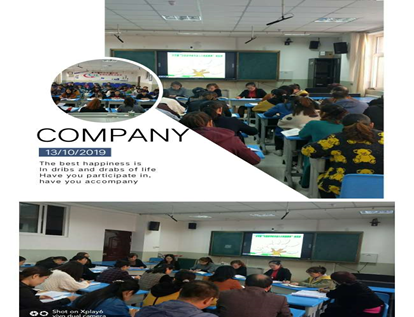 COMPANY
13/10/2019
The best happiness is
In dribs and drabs of life
Have you participate in,
have you accompany
Shot on Xplay6
vivo dual camera